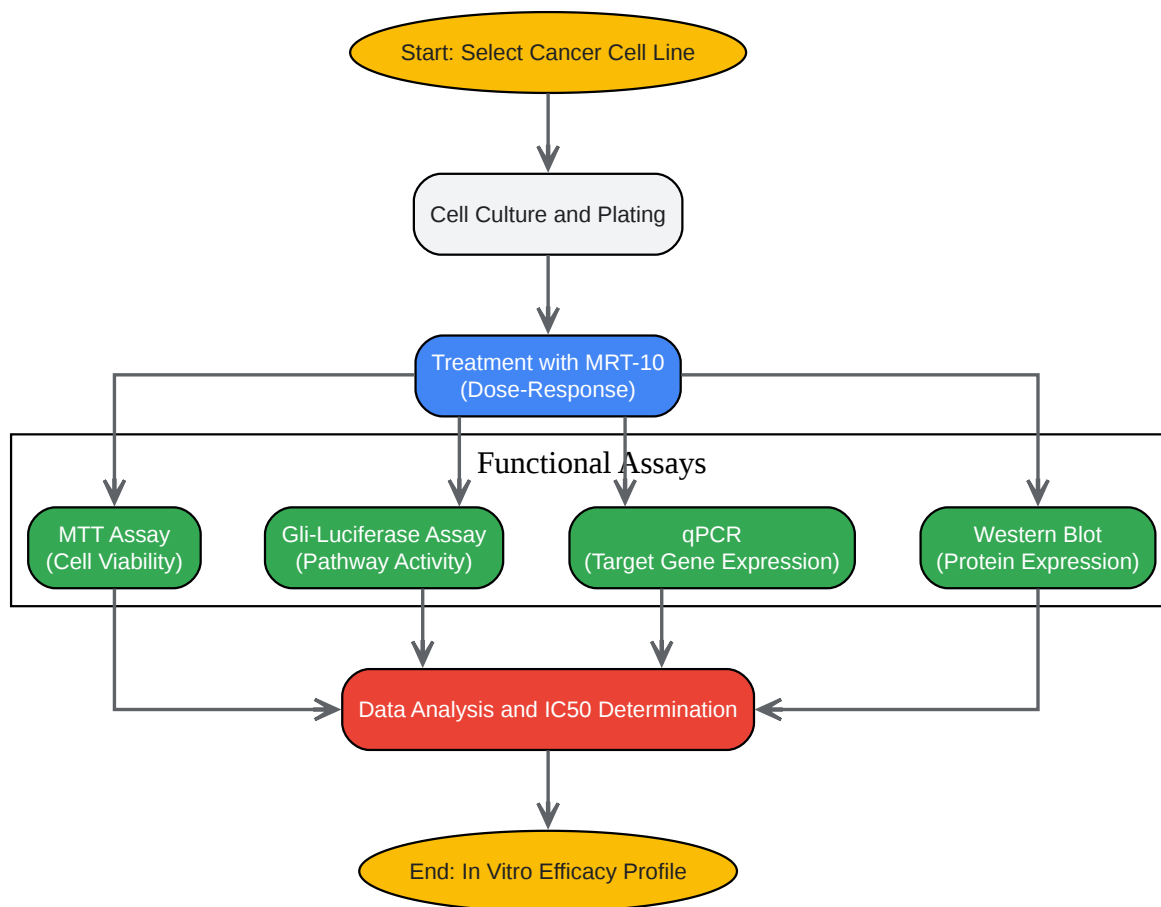 Start: Select Cancer Cell Line
Cell Culture and Plating
Treatment with MRT-10
(Dose-Response)
Functional Assays
MTT Assay
(Cell Viability)
Gli-Luciferase Assay
(Pathway Activity)
qPCR
(Target Gene Expression)
Western Blot
(Protein Expression)
Data Analysis and IC50 Determination
End: In Vitro Efficacy Profile